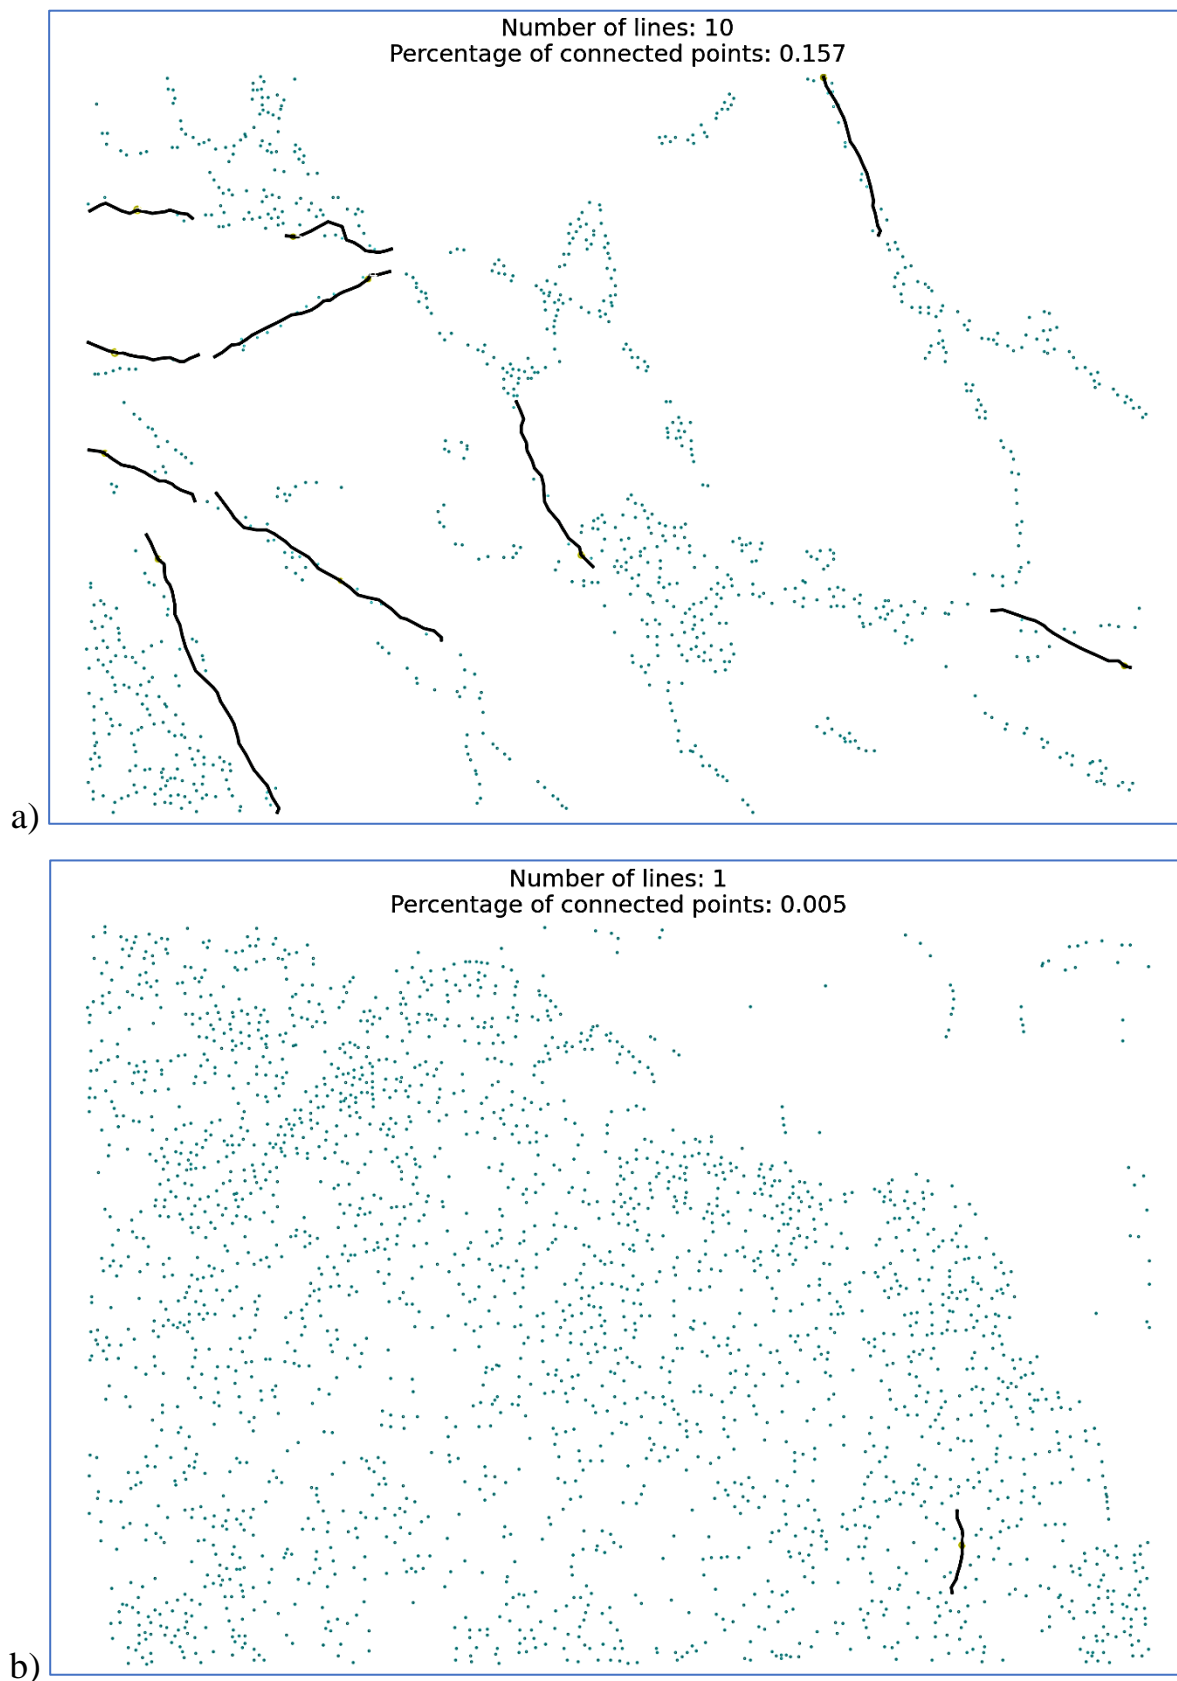 Number of lines: 10
Percentage of connected points: 0.157
a)
Number of lines: 1
Percentage of connected points: 0.005
b)